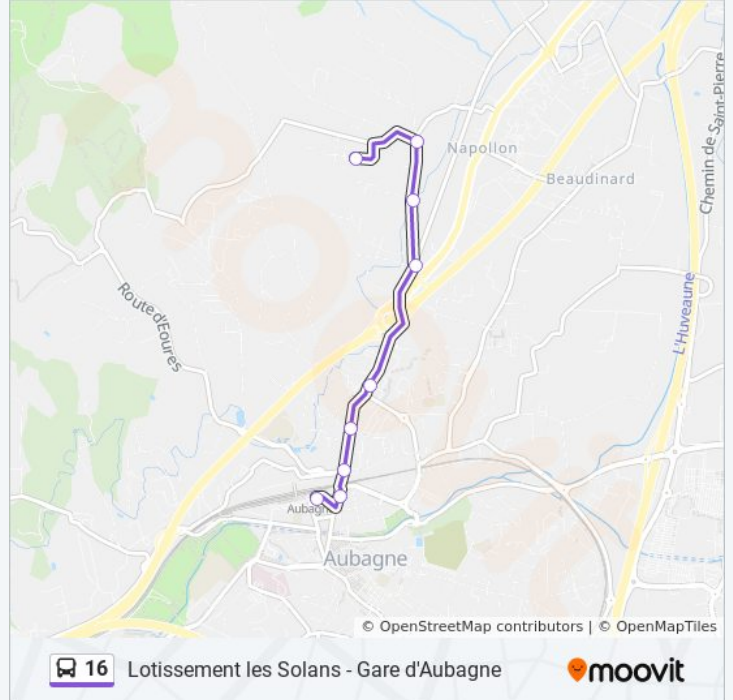 Napollon
Beaudinard
Chemin de Saint-Pierre
Route d'Eoures
L'Huveaune
Aubagn
Aubagne
© OpenStreetMap contributors | © OpenMapTiles
16 Lotissement les Solans - Gare d'Aubagne
moovit